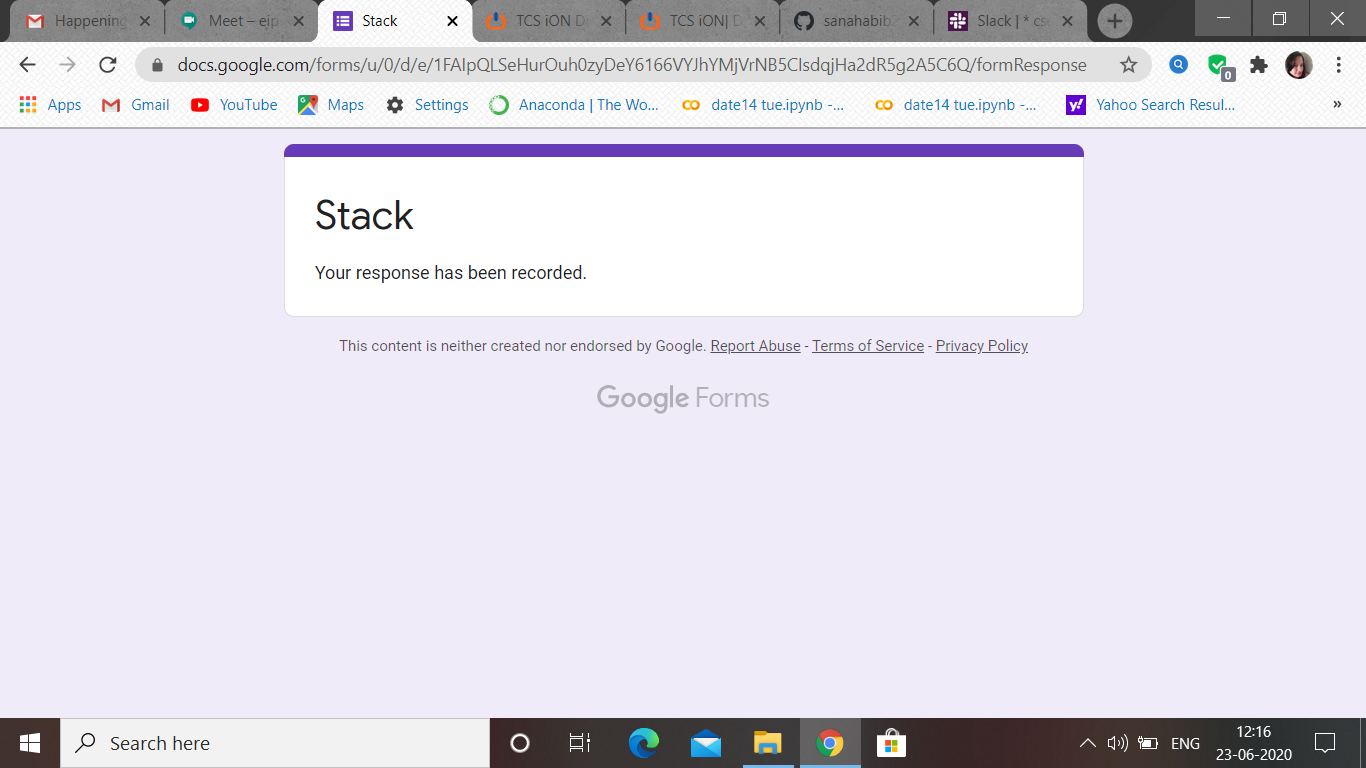 Happening
Meet – eip
Stack
TCS iON D
TCS iON| D
sanahabib
Slack | * cs
docs.google.com/forms/u/0/d/e/1FAIpQLSeHurOuh0zyDeY6166VYJhYMjVrNB5CIsdqjHa2dR5g2A5C6Q/formResponse
0
Apps
Gmail
YouTube
Maps
Settings
Anaconda | The Wo...
date14 tue.ipynb -...
date14 tue.ipynb -...
Yahoo Search Resul...
»
Stack
Your response has been recorded.
This content is neither created nor endorsed by Google. Report Abuse - Terms of Service - Privacy Policy
Google Forms
Search here
ENG
12:16
23-06-2020